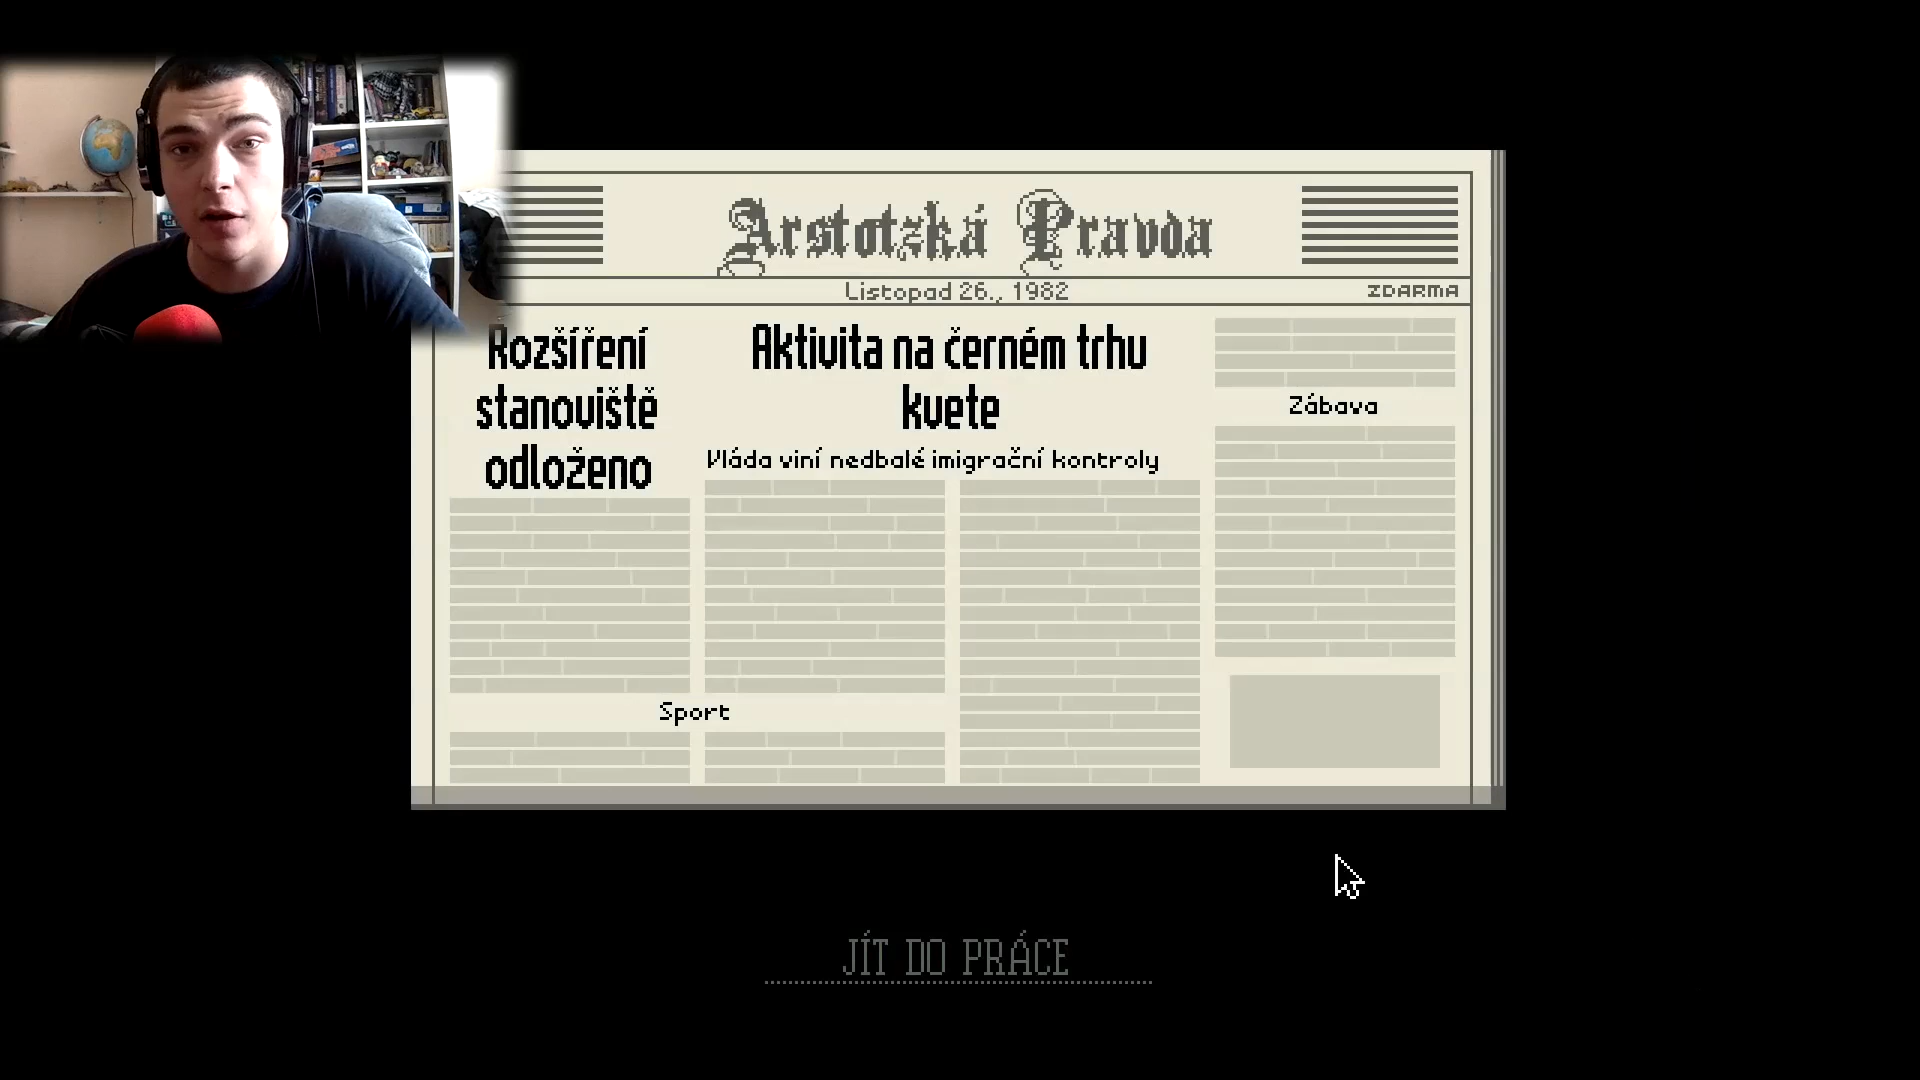 Arstotzká Pravda
Listopad 26., 1982
ZDARMA
Rozšíření
stanoviště
odloženo
Aktivita na černém trhu
kvete
Vláda viní nedbalé imigrační kontroly
Zábava
Sport
JÍT DO PRÁCE